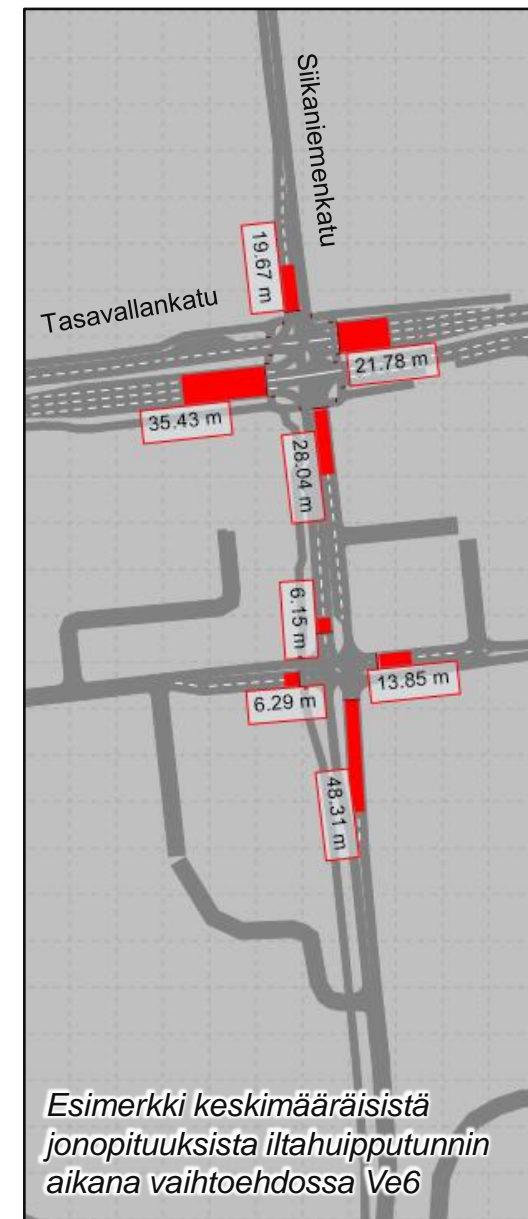 Siikaniemenkatu
19.67 m
Tasavallankatu
21.78 m
35.43 m
28.04 m
6.15 m
13.85 m
6.29 m
48.31 m
Esimerkki keskimääräisistä
jonopituuksista iltahuipputunnin
aikana vaihtoehdossa Ve6